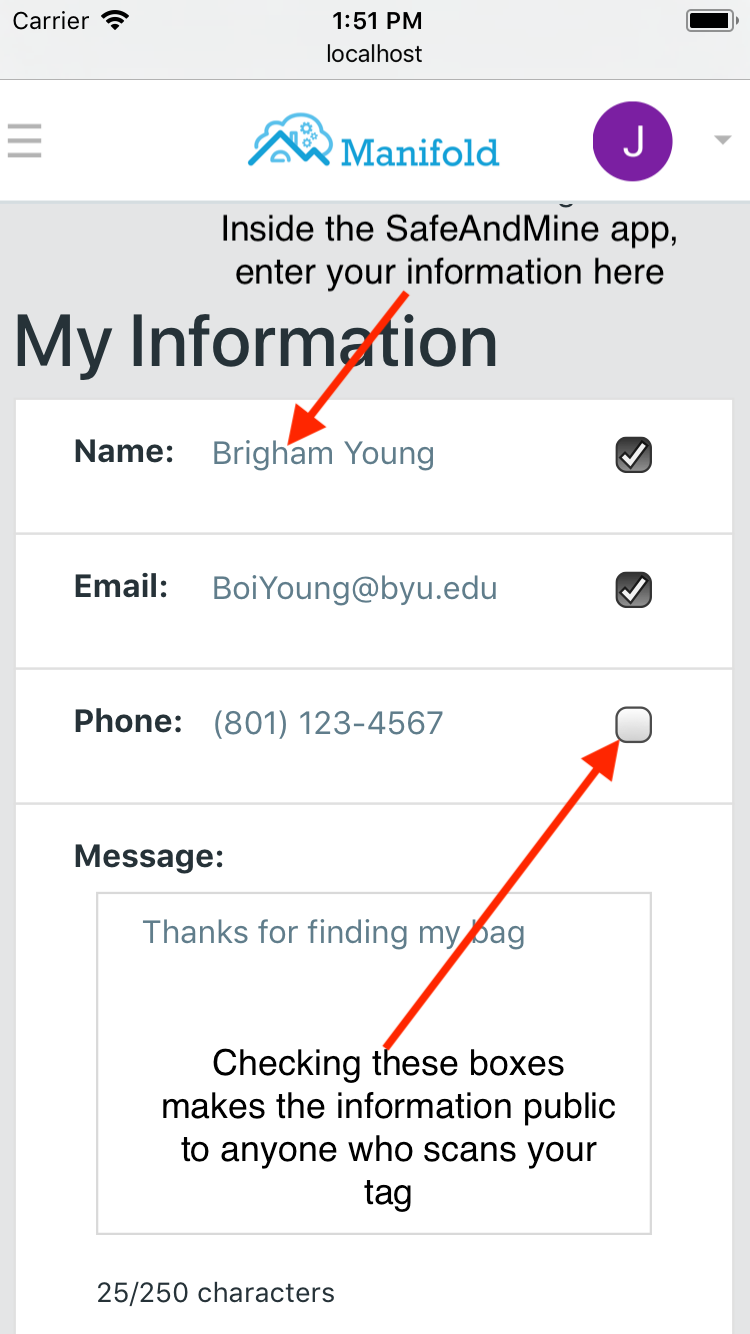 Carrier 1:51 PM
localhost
Manifold J
Inside the SafeAndMine app,
enter your information here
My Information
Name: Brigham Young
Email: BoiYoung@byu.edu
Phone: (801) 123-4567
Message:
Thanks for finding my bag
Checking these boxes
makes the information public
to anyone who scans your
tag
25/250 characters